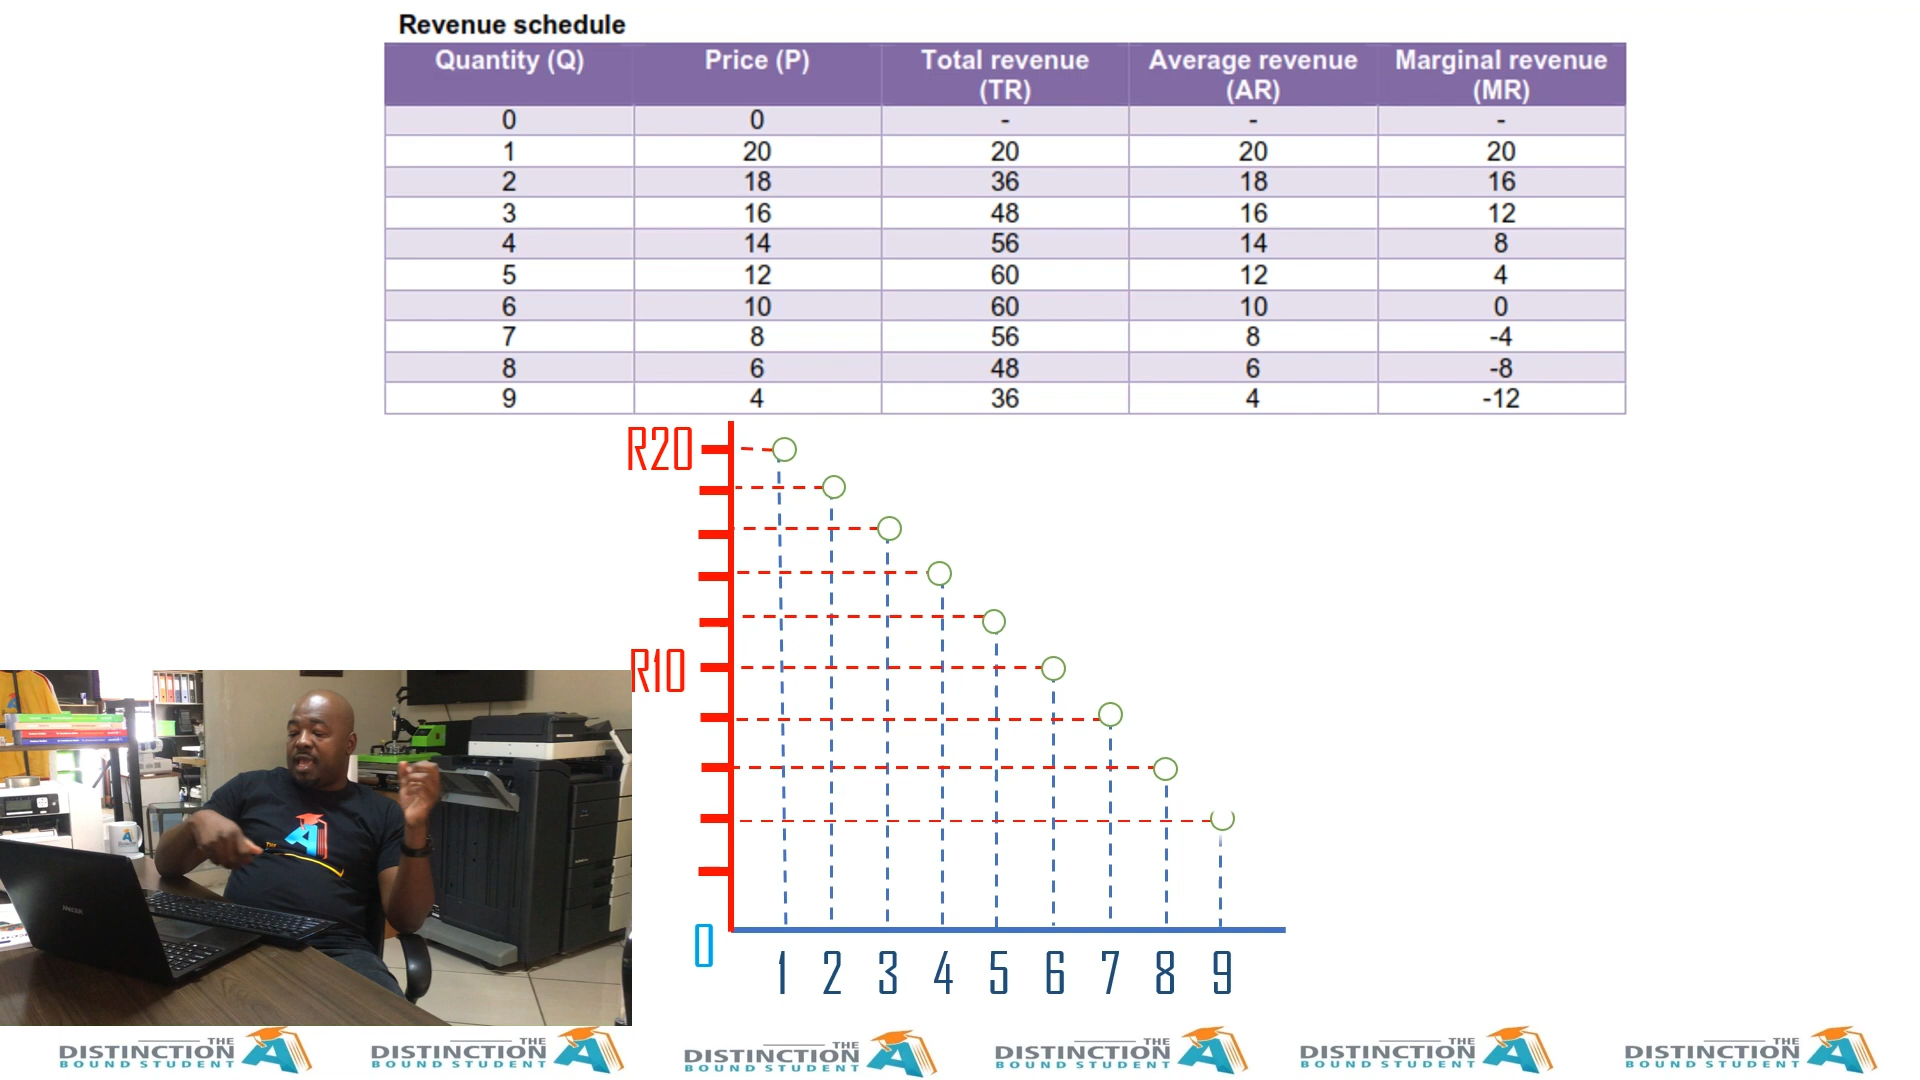 Revenue schedule
Quantity (Q) Price (P) Total revenue (TR) Average revenue (AR) Marginal revenue (MR)
0 0 - - -
1 20 20 20 20
2 18 36 18 16
3 16 48 16 12
4 14 56 14 8
5 12 60 12 4
6 10 60 10 0
7 8 56 8 -4
8 6 48 6 -8
9 4 36 4 -12
R20
R10
0
1 2 3 4 5 6 7 8 9
THE
DISTINCTION
BOUND STUDENT
THE
DISTINCTION
BOUND STUDENT
THE
DISTINCTION
BOUND STUDENT
THE
DISTINCTION
BOUND STUDENT
THE
DISTINCTION
BOUND STUDENT
THE
DISTINCTION
BOUND STUDENT